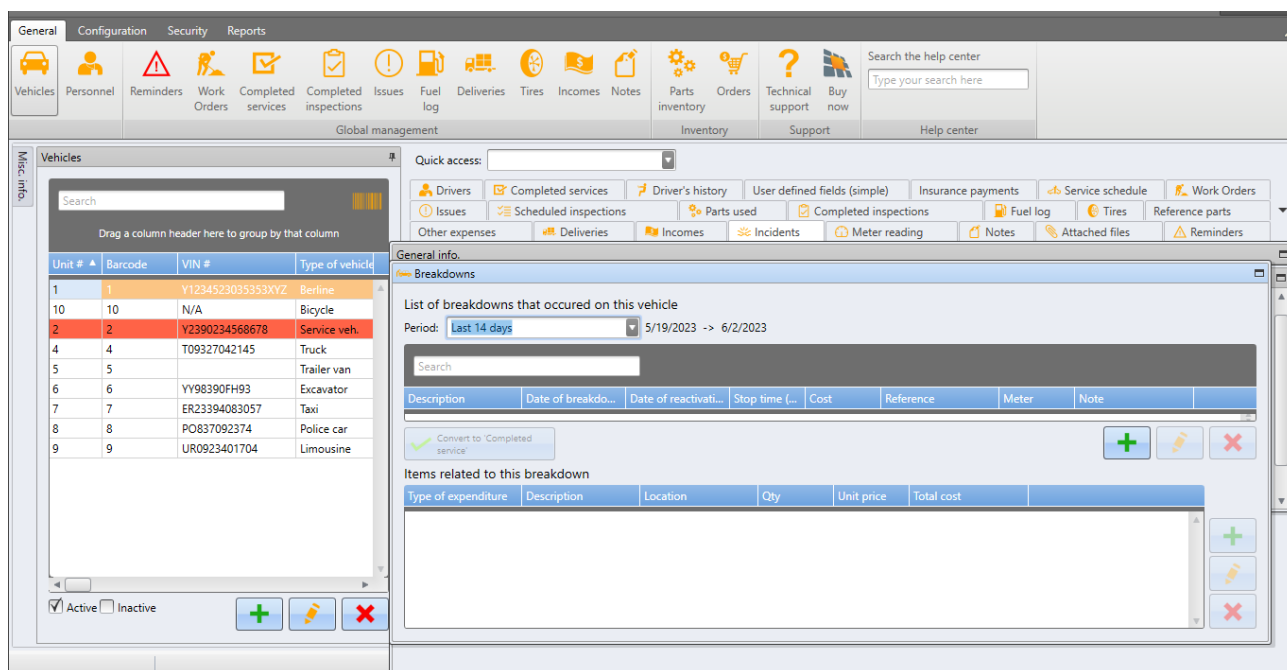 General Configuration Security Reports
Vehicles Personnel Reminders Work Orders Completed services Completed inspections Issues Fuel log Deliveries Tires Incomes Notes Parts inventory Orders Technical support Buy now
Search the help center
Type your search here
Global management Inventory Support Help center
Misc. info.
Vehicles
Search
Drag a column header here to group by that column
Unit # Barcode VIN # Type of vehicle
1 1 Y1234523035353XYZ Berline
10 10 N/A Bicycle
2 2 Y2390234568678 Service veh.
4 4 T09327042145 Truck
5 5 Trailer van
6 6 YY98390FH93 Excavator
7 7 ER23394083057 Taxi
8 8 PO837092374 Police car
9 9 UR0923401704 Limousine
Active Inactive
Quick access:
Drivers Completed services Driver's history User defined fields (simple) Insurance payments Service schedule Work Orders
Issues Scheduled inspections Parts used Completed inspections Fuel log Tires Reference parts
Other expenses Deliveries Incomes Incidents Meter reading Notes Attached files Reminders
General info.
Breakdowns
List of breakdowns that occured on this vehicle
Period: Last 14 days 5/19/2023 -> 6/2/2023
Search
Description Date of breakdo... Date of reactivati... Stop time (... Cost Reference Meter Note
Convert to 'Completed
service'
Items related to this breakdown
Type of expenditure Description Location Qty Unit price Total cost